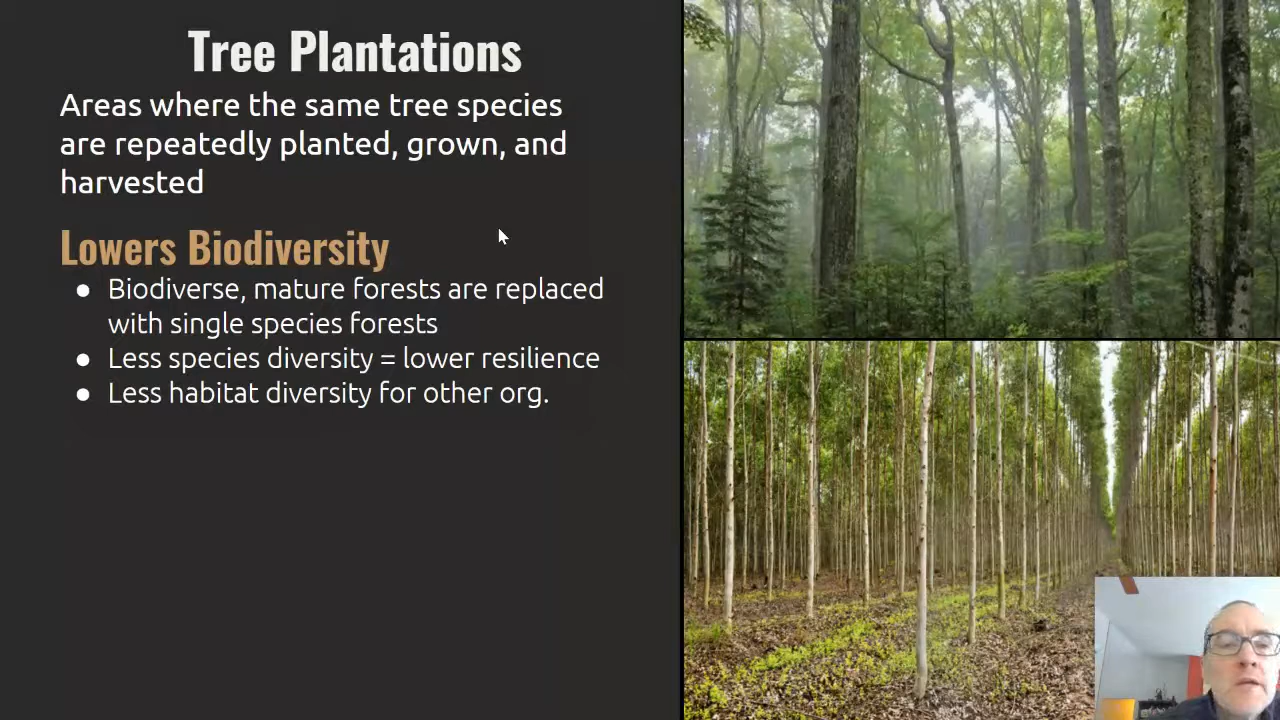 Tree Plantations
Areas where the same tree species
are repeatedly planted, grown, and
harvested
Lowers Biodiversity
● Biodiverse, mature forests are replaced
with single species forests
● Less species diversity = lower resilience
● Less habitat diversity for other org.